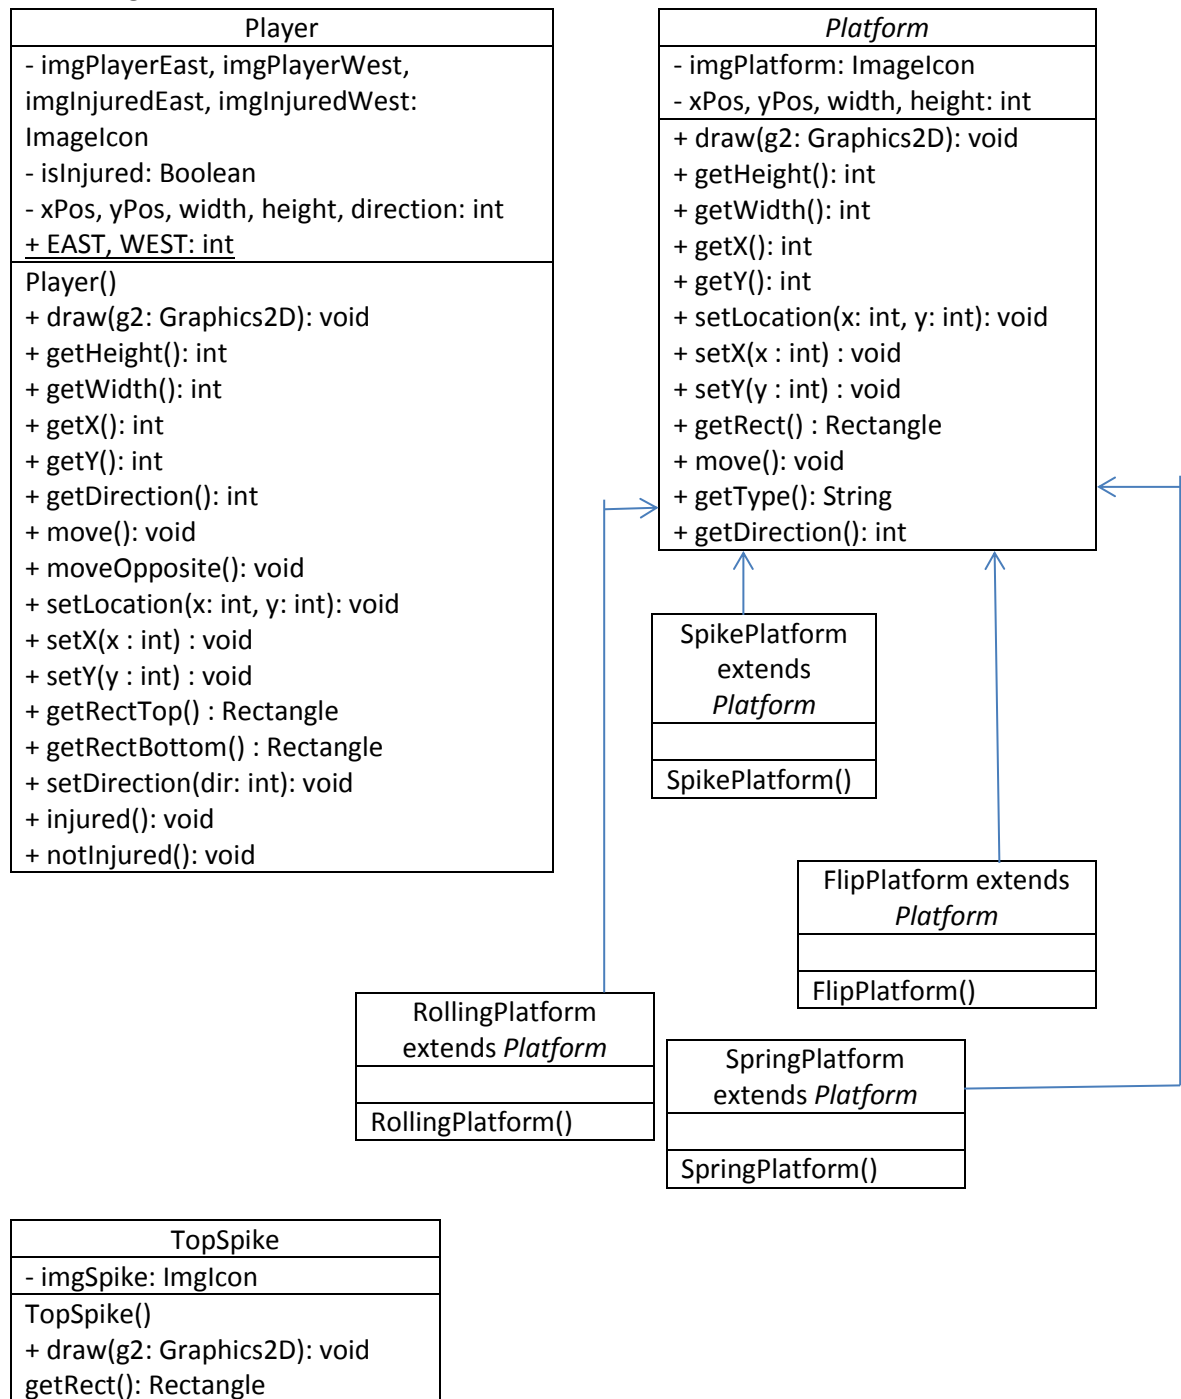 Player
- imgPlayerEast, imgPlayerWest,
imgInjuredEast, imgInjuredWest:
ImageIcon
- isInjured: Boolean
- xPos, yPos, width, height, direction: int
+ EAST, WEST: int
Player()
+ draw(g2: Graphics2D): void
+ getHeight(): int
+ getWidth(): int
+ getX(): int
+ getY(): int
+ getDirection(): int
+ move(): void
+ moveOpposite(): void
+ setLocation(x: int, y: int): void
+ setX(x : int) : void
+ setY(y : int) : void
+ getRectTop() : Rectangle
+ getRectBottom() : Rectangle
+ setDirection(dir: int): void
+ injured(): void
+ notInjured(): void
Platform
- imgPlatform: ImageIcon
- xPos, yPos, width, height: int
+ draw(g2: Graphics2D): void
+ getHeight(): int
+ getWidth(): int
+ getX(): int
+ getY(): int
+ setLocation(x: int, y: int): void
+ setX(x : int) : void
+ setY(y : int) : void
+ getRect() : Rectangle
+ move(): void
+ getType(): String
+ getDirection(): int
SpikePlatform
extends
Platform
SpikePlatform()
FlipPlatform extends
Platform
FlipPlatform()
RollingPlatform
extends Platform
RollingPlatform()
SpringPlatform
extends Platform
SpringPlatform()
TopSpike
- imgSpike: ImgIcon
TopSpike()
+ draw(g2: Graphics2D): void
getRect(): Rectangle